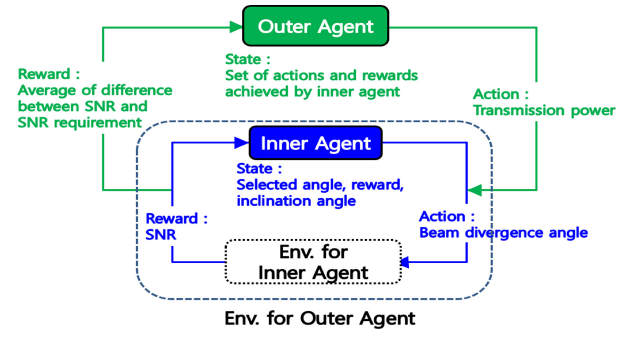 Outer Agent
State :
Set of actions and rewards
achieved by inner agent
Reward :
Average of difference
between SNR and
SNR requirement
Action :
Transmission power
Inner Agent
State :
Selected angle, reward,
inclination angle
Reward :
SNR
Action :
Beam divergence angle
Env. for
Inner Agent
Env. for Outer Agent